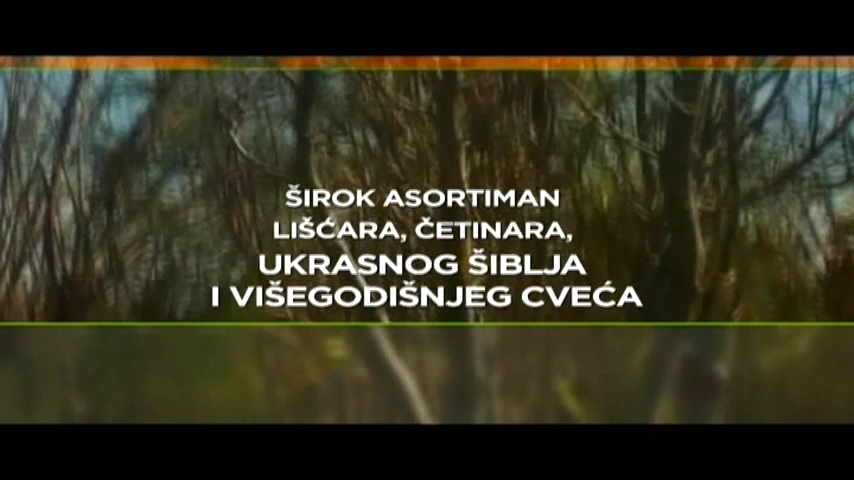 ŠIROK ASORTIMAN
LIŠĆARA, ČETINARA,
UKRASNOG ŠIBLJA
I VIŠEGODIŠNJEG CVEĆA